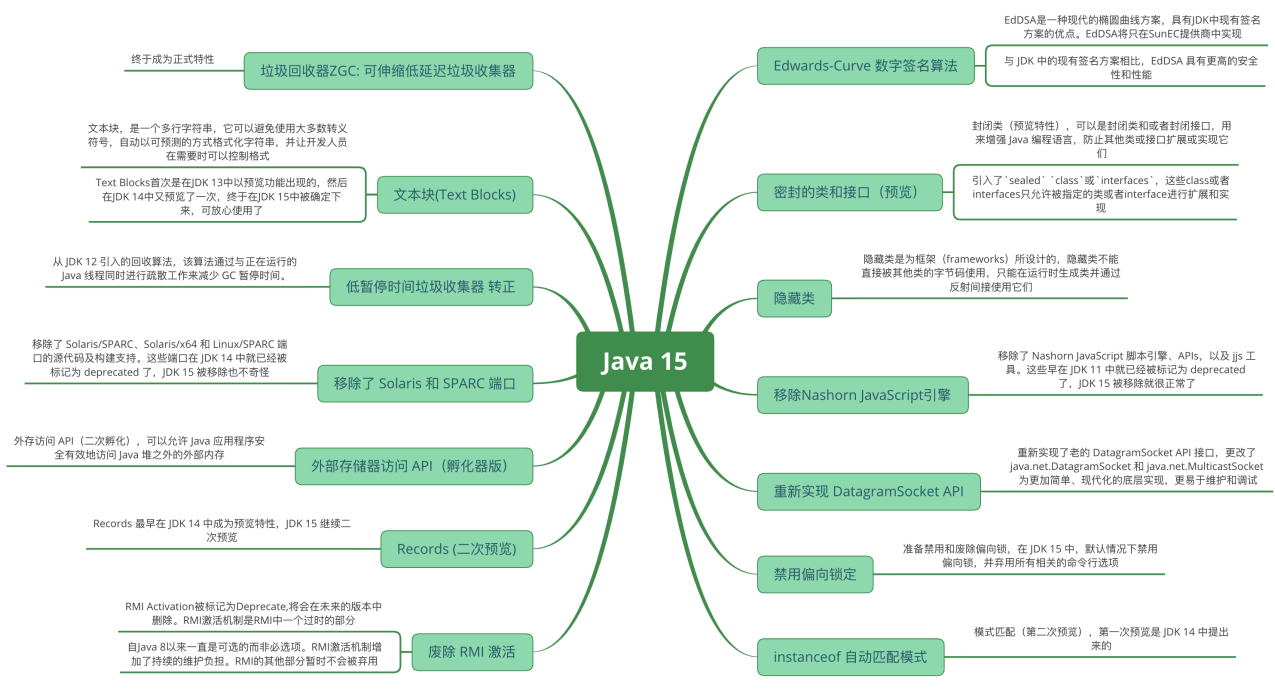 Java 15
Edwards-Curve 数字签名算法
EdDSA是一种现代的椭圆曲线方案，具有JDK中现有签名
方案的优点。EdDSA将只在SunEC提供商中实现
与 JDK 中的现有签名方案相比，EdDSA 具有更高的安全
性和性能
密封的类和接口（预览）
封闭类（预览特性），可以是封闭类和或者封闭接口，用
来增强 Java 编程语言，防止其他类或接口扩展或实现它
们
引入了`sealed` `class`或`interfaces`，这些class或者
interfaces只允许被指定的类或者interface进行扩展和实
现
隐藏类
隐藏类是为框架（frameworks）所设计的，隐藏类不能
直接被其他类的字节码使用，只能在运行时生成类并通过
反射间接使用它们
移除Nashorn JavaScript引擎
移除了 Nashorn JavaScript 脚本引擎、APIs，以及 jjs 工
具。这些早在 JDK 11 中就已经被标记为 deprecated
了，JDK 15 被移除就很正常了
重新实现 DatagramSocket API
重新实现了老的 DatagramSocket API 接口，更改了
java.net.DatagramSocket 和 java.net.MulticastSocket
为更加简单、现代化的底层实现，更易于维护和调试
禁用偏向锁定
准备禁用和废除偏向锁，在 JDK 15 中，默认情况下禁用
偏向锁，并弃用所有相关的命令行选项
instanceof 自动匹配模式
模式匹配（第二次预览），第一次预览是 JDK 14 中提出
来的
垃圾回收器ZGC: 可伸缩低延迟垃圾收集器
终于成为正式特性
文本块(Text Blocks)
文本块，是一个多行字符串，它可以避免使用大多数转义
符号，自动以可预测的方式格式化字符串，并让开发人员
在需要时可以控制格式
Text Blocks首次是在JDK 13中以预览功能出现的，然后
在JDK 14中又预览了一次，终于在JDK 15中被确定下
来，可放心使用了
低暂停时间垃圾收集器 转正
从 JDK 12 引入的回收算法，该算法通过与正在运行的
Java 线程同时进行疏散工作来减少 GC 暂停时间。
移除了 Solaris 和 SPARC 端口
移除了 Solaris/SPARC、Solaris/x64 和 Linux/SPARC 端
口的源代码及构建支持。这些端口在 JDK 14 中就已经被
标记为 deprecated 了，JDK 15 被移除也不奇怪
外部存储器访问 API（孵化器版）
外存访问 API（二次孵化），可以允许 Java 应用程序安
全有效地访问 Java 堆之外的外部内存
Records (二次预览)
Records 最早在 JDK 14 中成为预览特性，JDK 15 继续二
次预览
废除 RMI 激活
RMI Activation被标记为Deprecate,将会在未来的版本中
删除。RMI激活机制是RMI中一个过时的部分
自Java 8以来一直是可选的而非必选项。RMI激活机制增
加了持续的维护负担。RMI的其他部分暂时不会被弃用